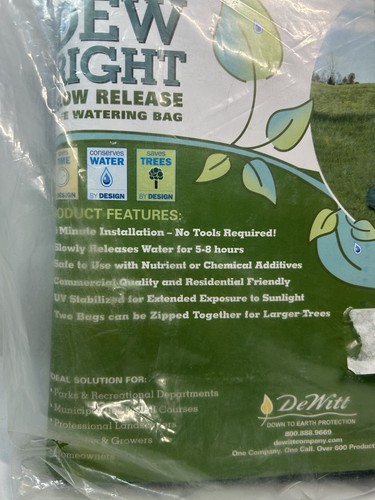 DEW
RIGHT
OW RELEASE
WATERING BAG
conserves saves
WATER TREES
BY DESIGN BY DESIGN
ODUCT FEATURES:
Minute Installation – No Tools Required!
Slowly Releases Water for 5-8 hours
Safe to Use with Nutrient or Chemical Additives
Commercial Quality and Residential Friendly
UV Stabilized for Extended Exposure to Sunlight
Two Bags can be Zipped Together for Larger Trees
DEAL SOLUTION FOR:
Parks & Recreational Departments
Courses
Professional
& Growers
Homeowners
DeWitt
DOWN TO EARTH PROTECTION
800.888.9669
dewittcompany.com
One Company. One Call. Over 600 Product